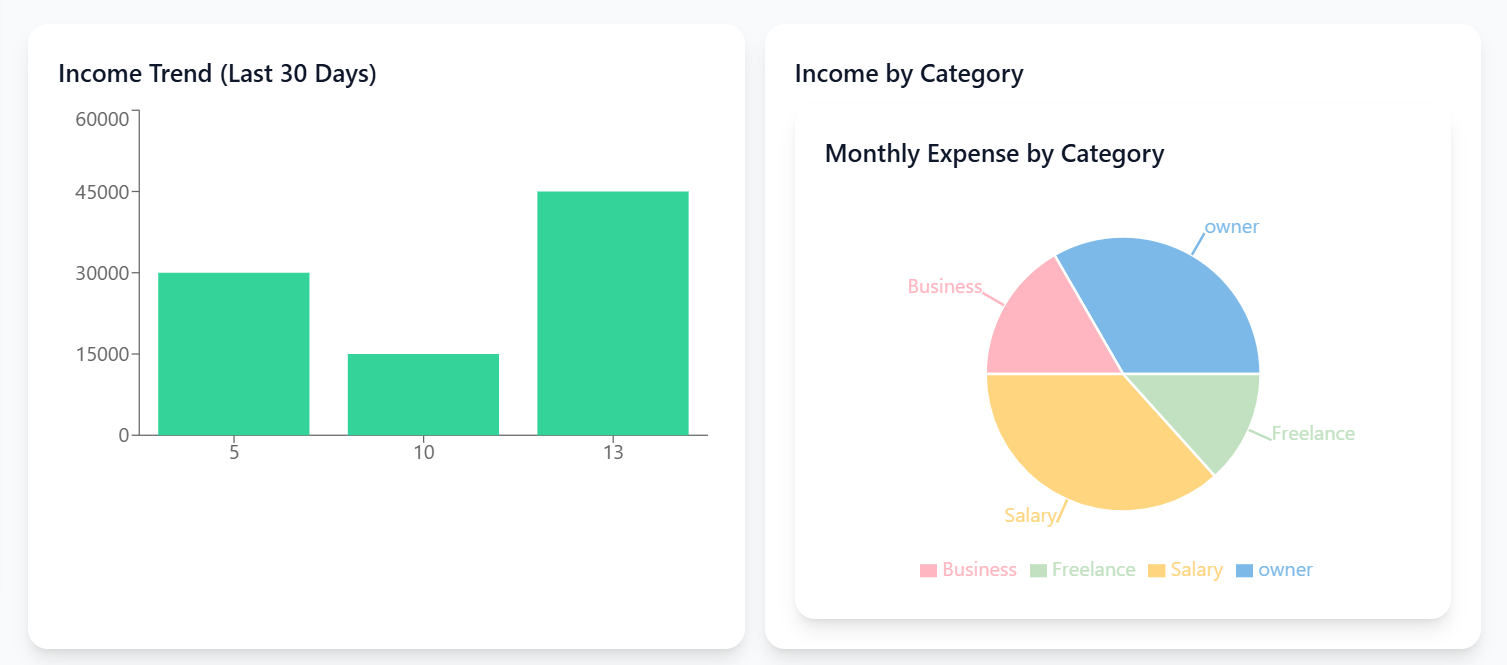 Income Trend (Last 30 Days)
60000
45000
30000
15000
0
5 10 13
Income by Category
Monthly Expense by Category
owner
Business
Freelance
Salary
Business Freelance Salary owner